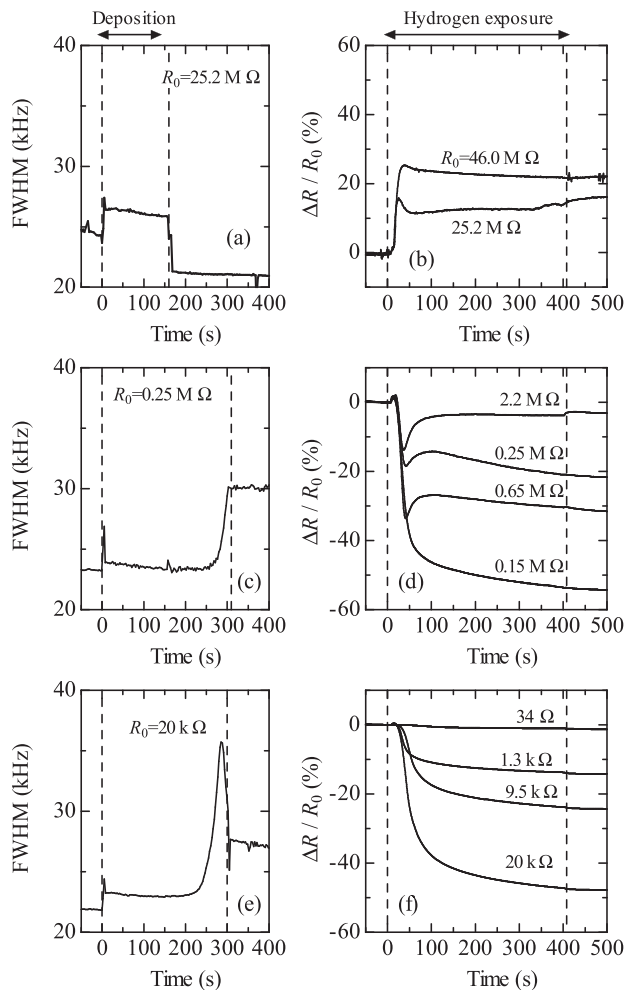 Deposition
Hydrogen exposure
40
30
20
FWHM (kHz)
R0=25.2 M Ω
(a)
0 100 200 300 400
Time (s)
60
40
20
0
ΔR / R0 (%)
R0=46.0 M Ω
25.2 M Ω
(b)
0 100 200 300 400 500
Time (s)
40
30
20
FWHM (kHz)
R0=0.25 M Ω
(c)
0 100 200 300 400
Time (s)
0
-20
-40
-60
ΔR / R0 (%)
2.2 M Ω
0.25 M Ω
0.65 M Ω
0.15 M Ω
(d)
0 100 200 300 400 500
Time (s)
40
30
20
FWHM (kHz)
R0=20 k Ω
(e)
0 100 200 300 400
Time (s)
0
-20
-40
-60
ΔR / R0 (%)
34 Ω
1.3 k Ω
9.5 k Ω
20 k Ω
(f)
0 100 200 300 400 500
Time (s)